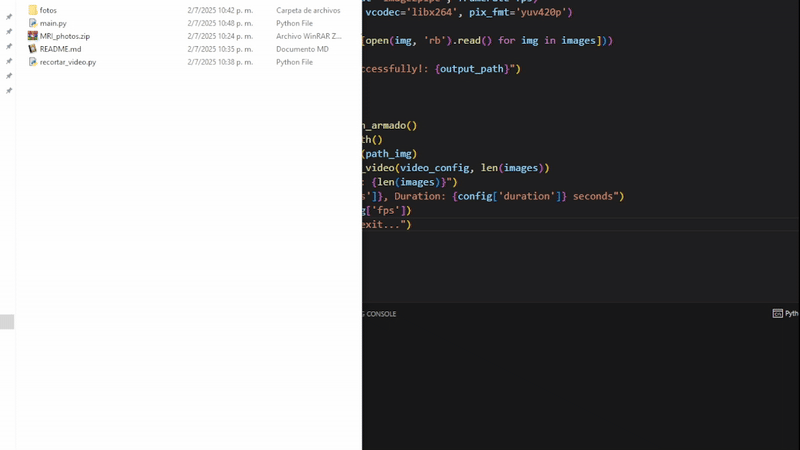 fotos 2/7/2025 10:42 p. m. Carpeta de archivos
main.py 2/7/2025 10:48 p. m. Python File
MRI_photos.zip 2/7/2025 10:24 p. m. Archivo WinRAR Z...
README.md 2/7/2025 10:35 p. m. Documento MD
recortar_video.py 2/7/2025 10:38 p. m. Python File
vcodec='libx264', pix_fmt='yuv420p')
[open(img, 'rb').read() for img in images]))
ccessfully!: {output_path}")
n_armado()
th()
(path_img)
_video(video_config, len(images))
: {len(images)}")
s']}, Duration: {config['duration']} seconds")
g['fps'])
exit...")
G CONSOLE
Pyth